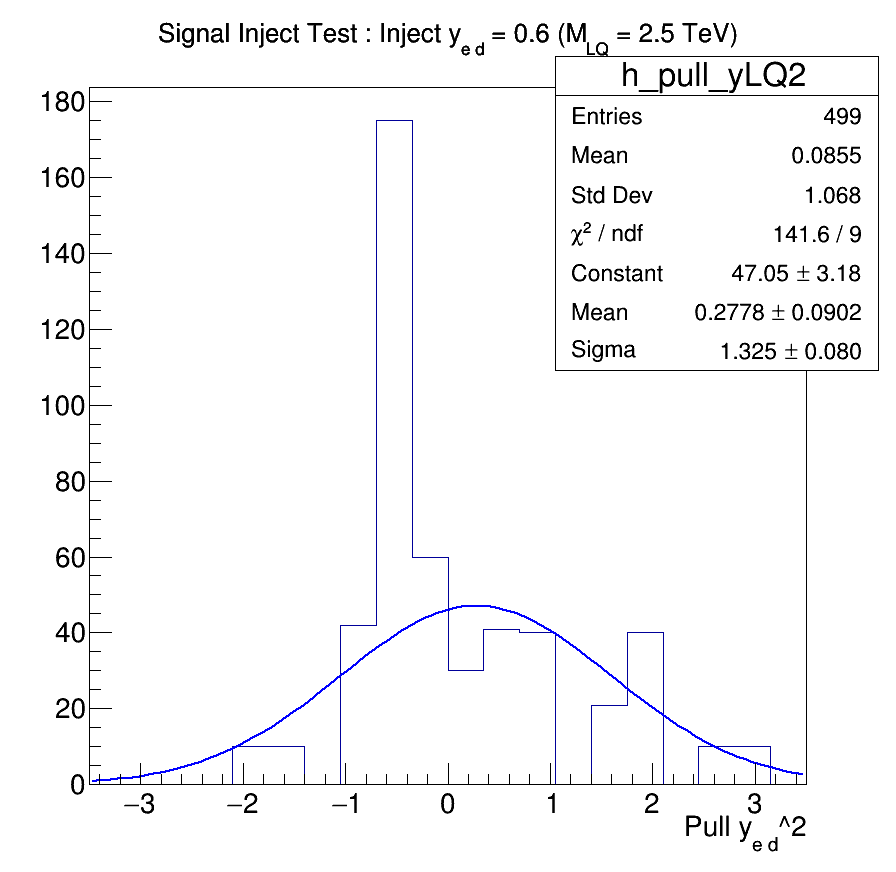 Signal Inject Test : Inject y_{e d} = 0.6 (M_{LQ} = 2.5 TeV)
h_pull_yLQ2
Entries 499
Mean 0.0855
Std Dev 1.068
χ² / ndf 141.6 / 9
Constant 47.05 ± 3.18
Mean 0.2778 ± 0.0902
Sigma 1.325 ± 0.080
180
160
140
120
100
80
60
40
20
0
−3 −2 −1 0 1 2 3
Pull y_{e d}^2